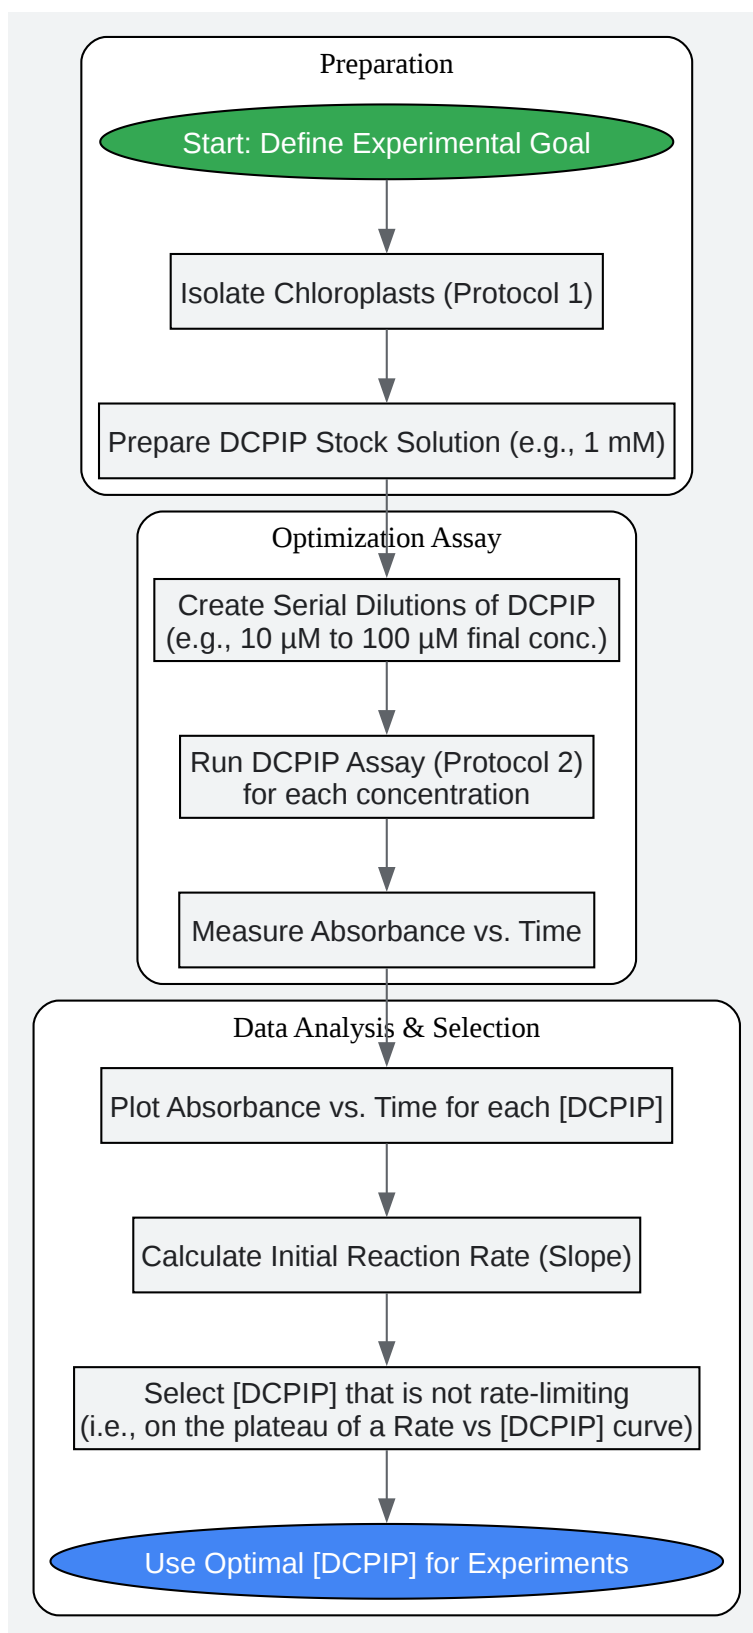 Preparation
Start: Define Experimental Goal
Isolate Chloroplasts (Protocol 1)
Prepare DCPIP Stock Solution (e.g., 1 mM)
Optimization Assay
Create Serial Dilutions of DCPIP
(e.g., 10 µM to 100 µM final conc.)
Run DCPIP Assay (Protocol 2)
for each concentration
Measure Absorbance vs. Time
Data Analysis & Selection
Plot Absorbance vs. Time for each [DCPIP]
Calculate Initial Reaction Rate (Slope)
Select [DCPIP] that is not rate-limiting
(i.e., on the plateau of a Rate vs [DCPIP] curve)
Use Optimal [DCPIP] for Experiments